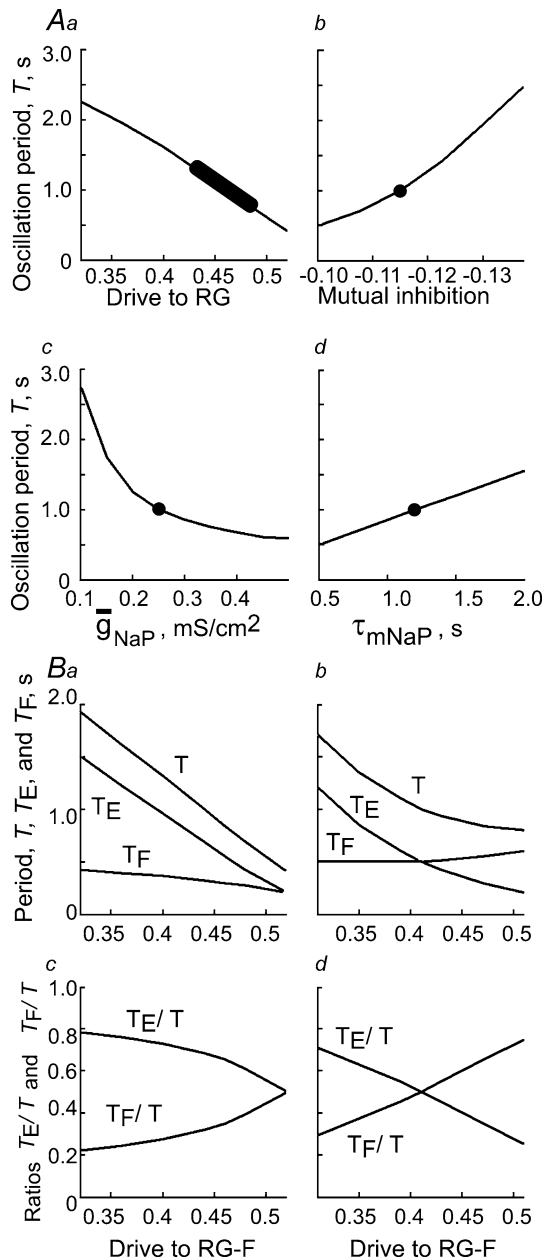 Aa b
Oscillation period, T, s
3.0
2.0
1.0
0
0.35 0.4 0.45 0.5
Drive to RG
-0.10 -0.11 -0.12 -0.13
Mutual inhibition
c d
Oscillation period, T, s
3.0
2.0
1.0
0
0.1 0.2 0.3 0.4
g̅NaP , mS/cm2
0.5 1.0 1.5 2.0
τmNaP , s
Ba b
Period, T, TE, and TF, s
2.0
1.0
0
T
TE
TF
0.35 0.4 0.45 0.5
T
TE
TF
0.35 0.4 0.45 0.5
c d
Ratios TE/T and TF/T
1.0
0.8
0.6
0.4
0.2
0
TE/ T
TF/ T
0.35 0.4 0.45 0.5
Drive to RG-F
TE/ T
TF/ T
0.35 0.4 0.45 0.5
Drive to RG-F